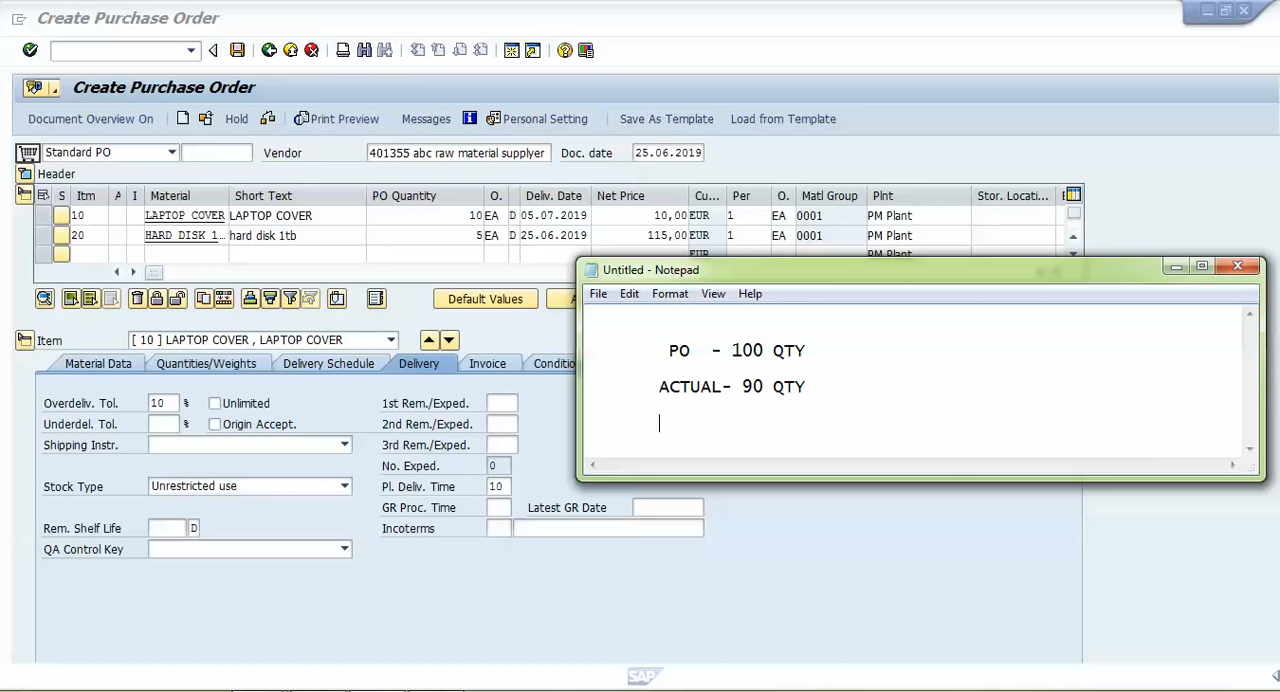 Create Purchase Order
Create Purchase Order
Document Overview On Hold Print Preview Messages Personal Setting Save As Template Load from Template
Standard PO Vendor 401355 abc raw material supplyer Doc. date 25.06.2019
Header
S Itm A I Material Short Text PO Quantity O. Deliv. Date Net Price Cu... Per O. Matl Group Plnt Stor. Locati...
10 LAPTOP COVER LAPTOP COVER 10 EA D 05.07.2019 10,00 EUR 1 EA 0001 PM Plant
20 HARD DISK 1... hard disk 1tb 5 EA D 25.06.2019 115,00 EUR 1 EA 0001 PM Plant
EUR PM Plant
Untitled - Notepad
File Edit Format View Help
PO - 100 QTY
ACTUAL- 90 QTY
Default Values A
Item [ 10 ] LAPTOP COVER , LAPTOP COVER
Material Data Quantities/Weights Delivery Schedule Delivery Invoice Conditio
Overdeliv. Tol. 10 % Unlimited 1st Rem./Exped.
Underdel. Tol. % Origin Accept. 2nd Rem./Exped.
Shipping Instr. 3rd Rem./Exped.
No. Exped. 0
Stock Type Unrestricted use Pl. Deliv. Time 10
GR Proc. Time Latest GR Date
Rem. Shelf Life D Incoterms
QA Control Key
SAP